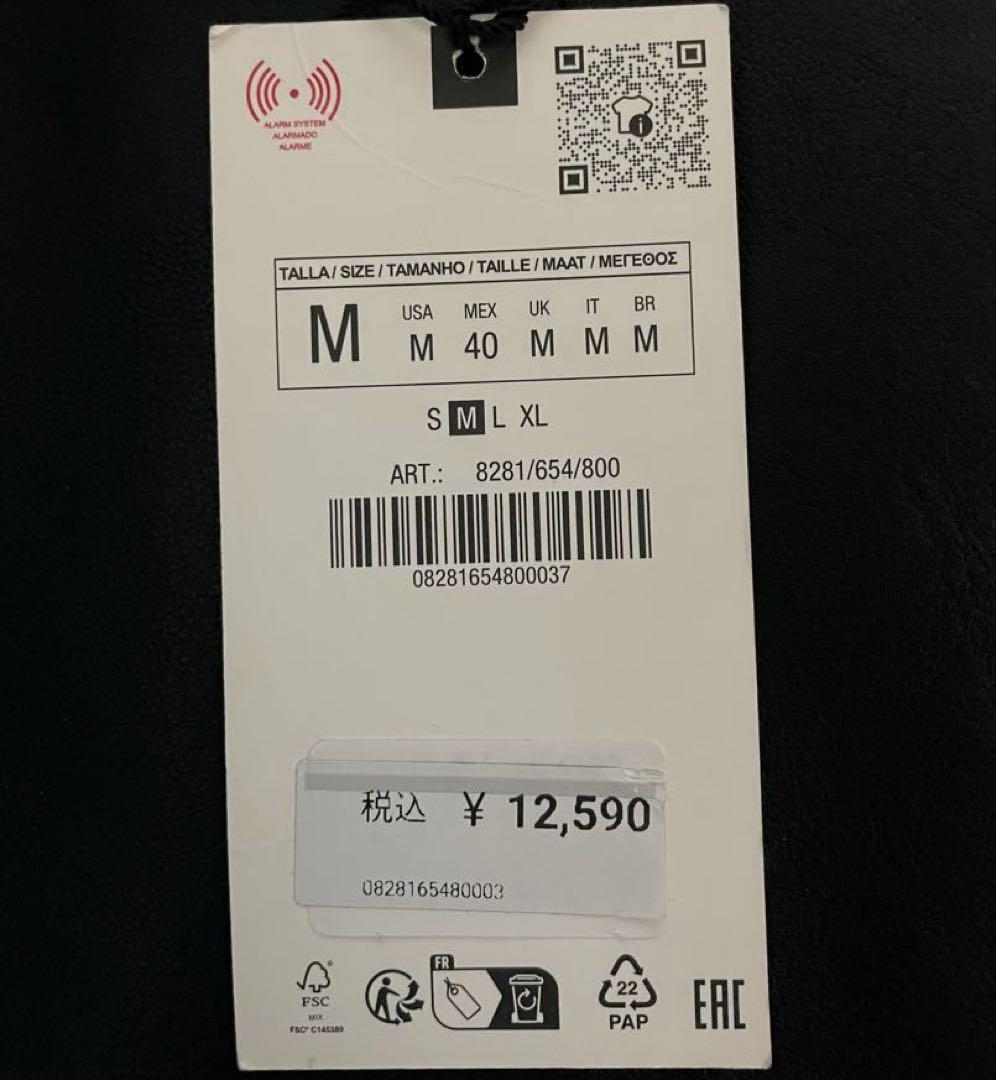 ALARM SYSTEM
ALARMADO
ALARME
TALLA / SIZE / TAMANHO / TAILLE / MAAT / ΜΕΓΕΘΟΣ
M
USA MEX UK IT BR
M 40 M M M
S M L XL
ART.: 8281/654/800
08281654800037
税込 ¥ 12,590
0828165480003
FR
FSC
MIX
FSC® C145389
22
PAP
EAC